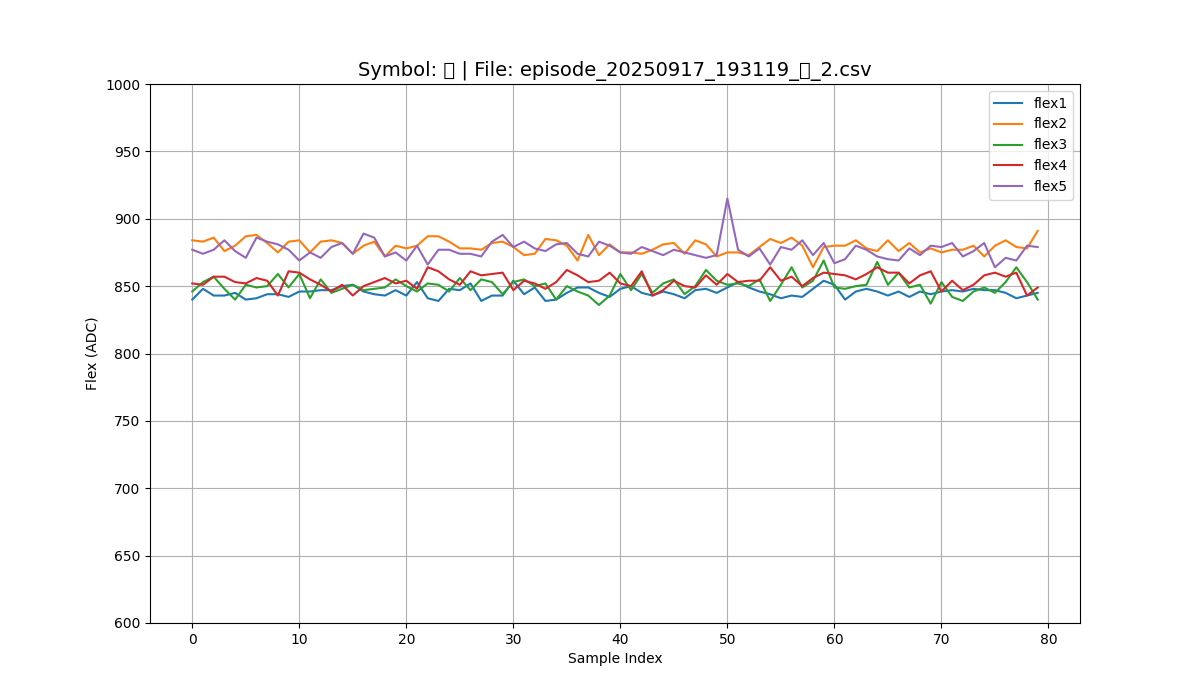 Symbol: ▯ | File: episode_20250917_193119_▯_2.csv
1000
950
900
850
800
750
700
650
600
Flex (ADC)
0 10 20 30 40 50 60 70 80
Sample Index
flex1
flex2
flex3
flex4
flex5